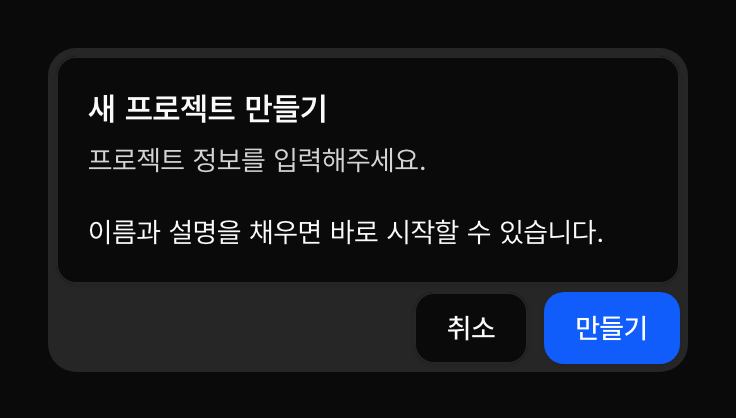 새 프로젝트 만들기
프로젝트 정보를 입력해주세요.
이름과 설명을 채우면 바로 시작할 수 있습니다.
취소
만들기